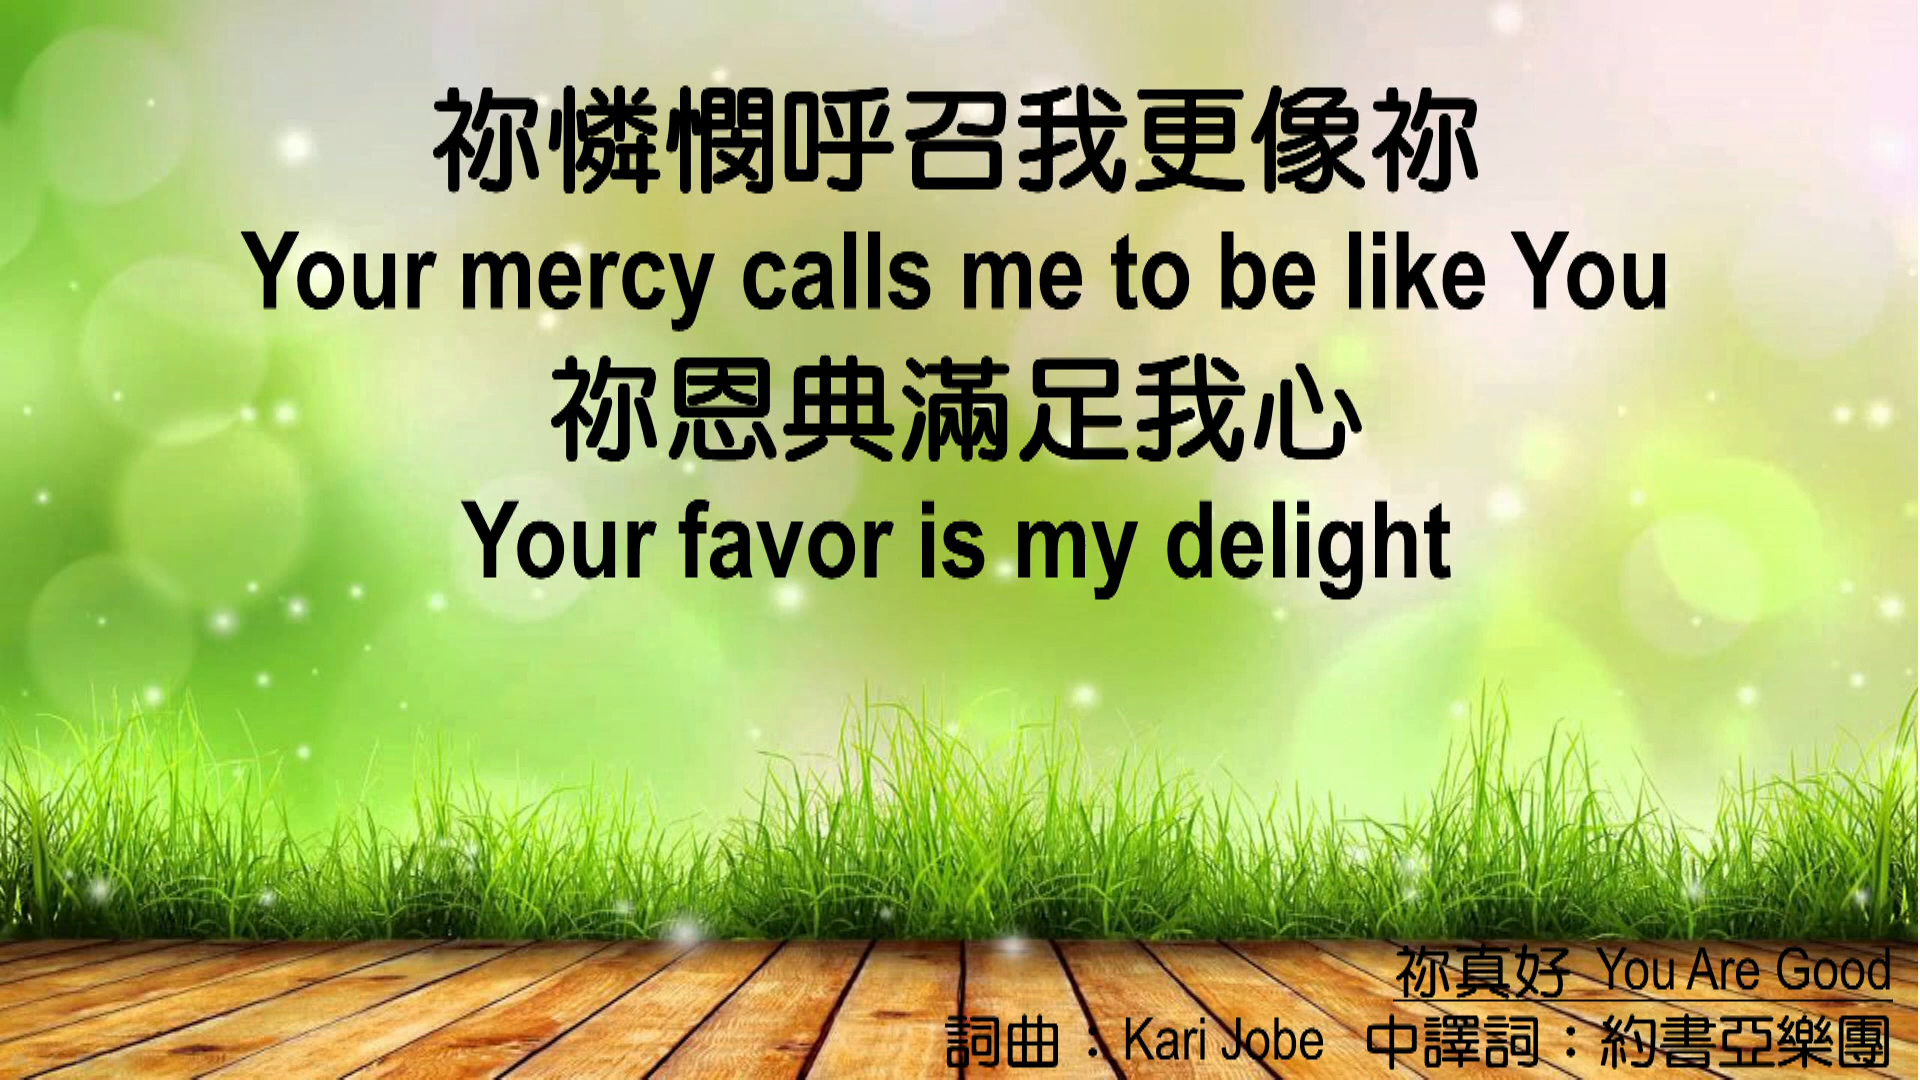 祢憐憫呼召我更像祢
Your mercy calls me to be like You
祢恩典滿足我心
Your favor is my delight
祢真好 You Are Good
詞曲：Kari Jobe 中譯詞：約書亞樂團